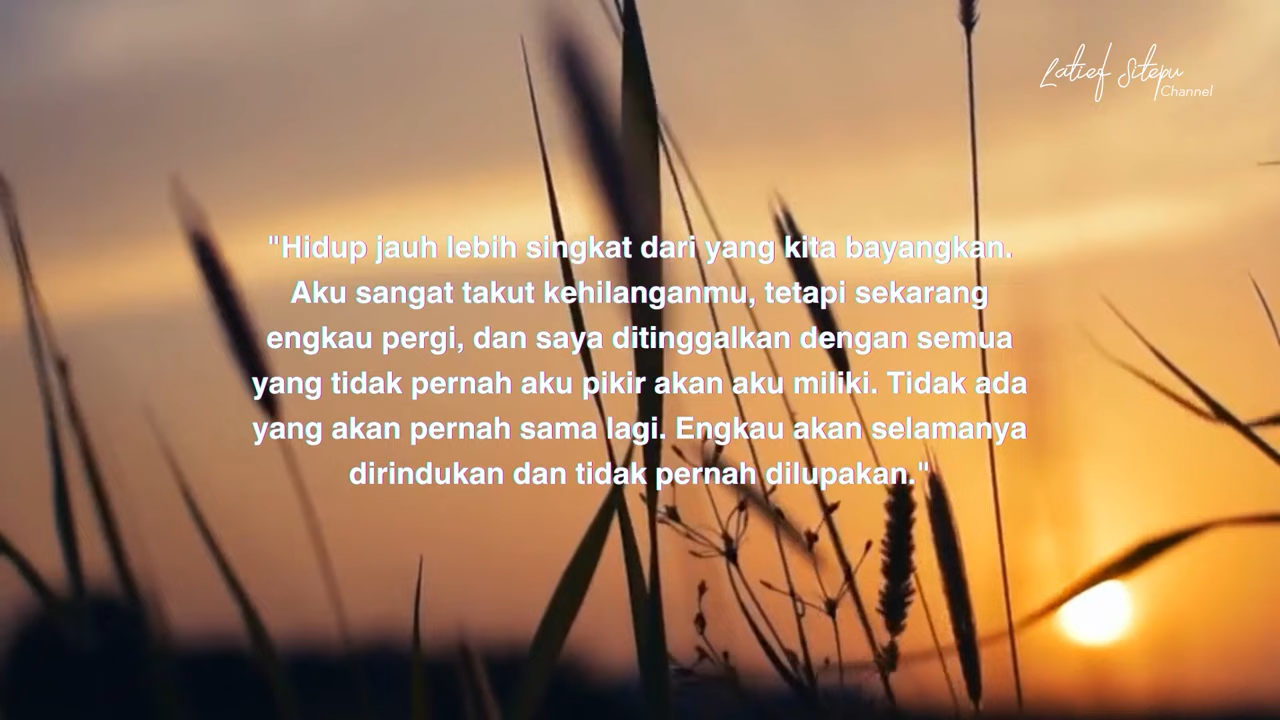 Latief Sitepu
Channel
"Hidup jauh lebih singkat dari yang kita bayangkan.
Aku sangat takut kehilanganmu, tetapi sekarang
engkau pergi, dan saya ditinggalkan dengan semua
yang tidak pernah aku pikir akan aku miliki. Tidak ada
yang akan pernah sama lagi. Engkau akan selamanya
dirindukan dan tidak pernah dilupakan."